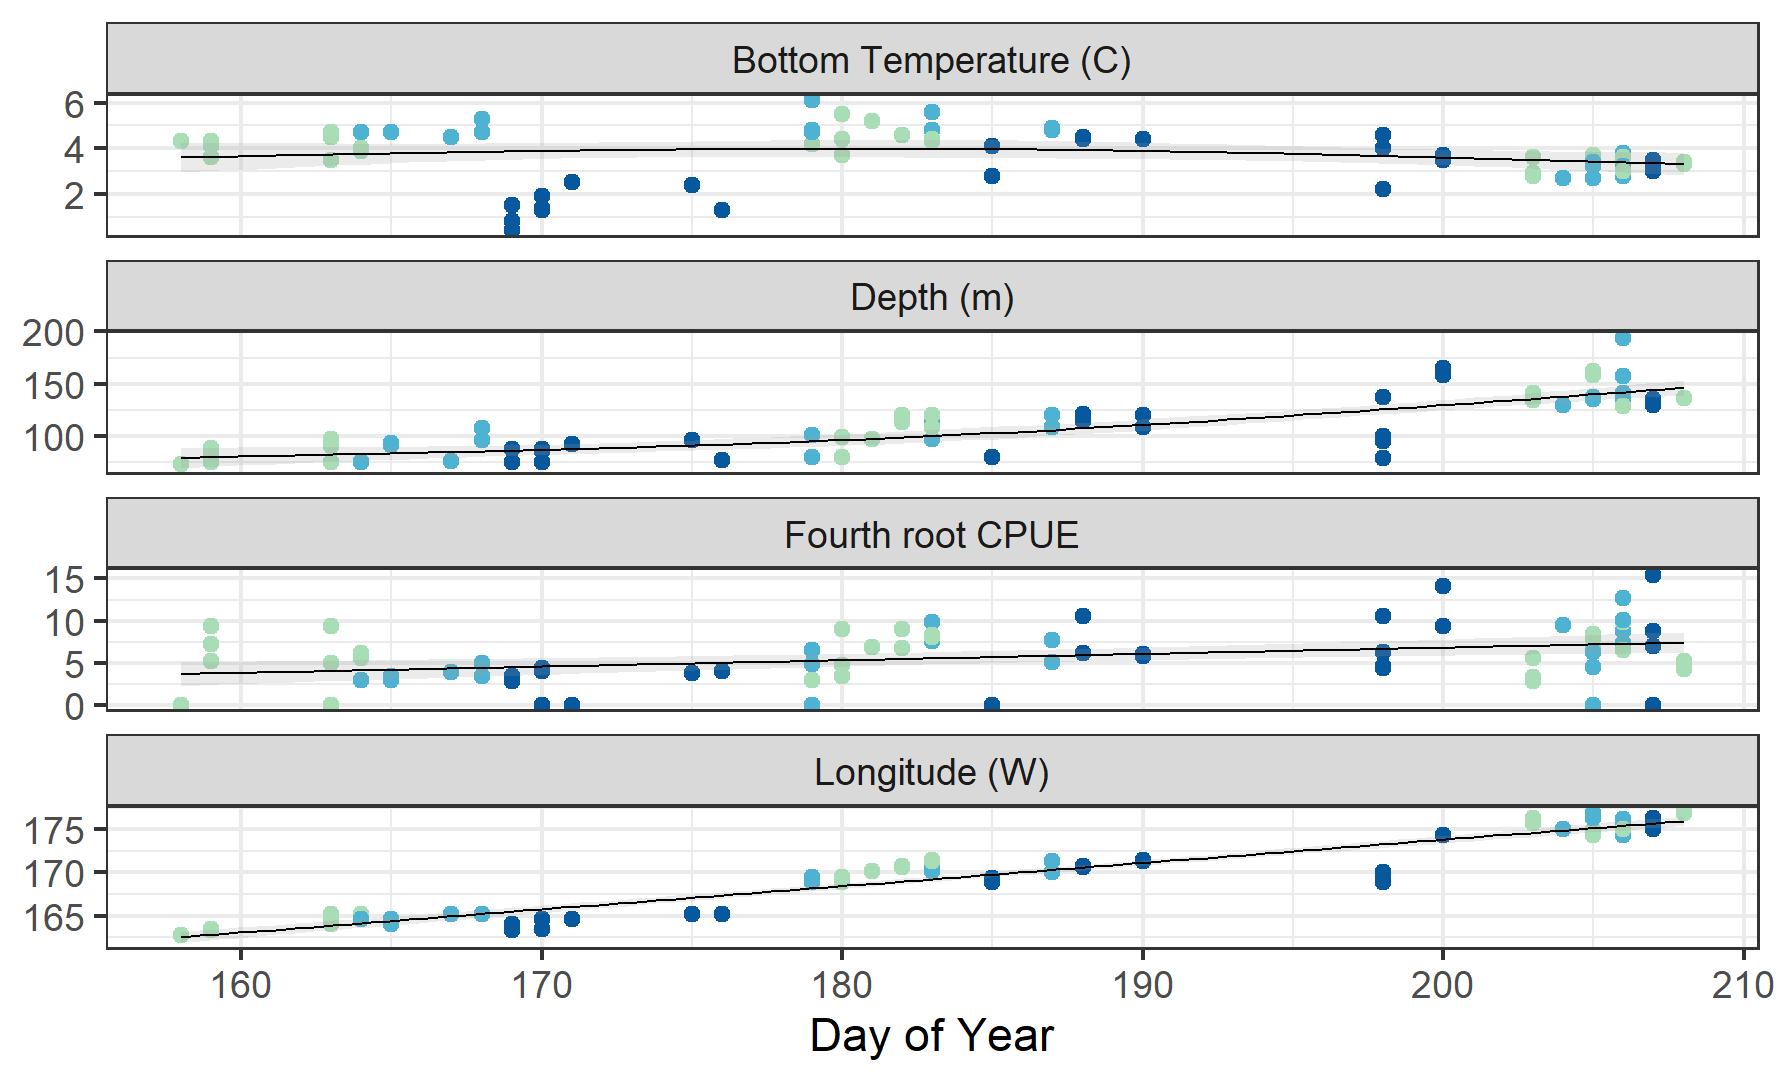 Bottom Temperature (C)
6
4
2
Depth (m)
200
150
100
Fourth root CPUE
15
10
5
0
Longitude (W)
175
170
165
160 170 180 190 200 210
Day of Year